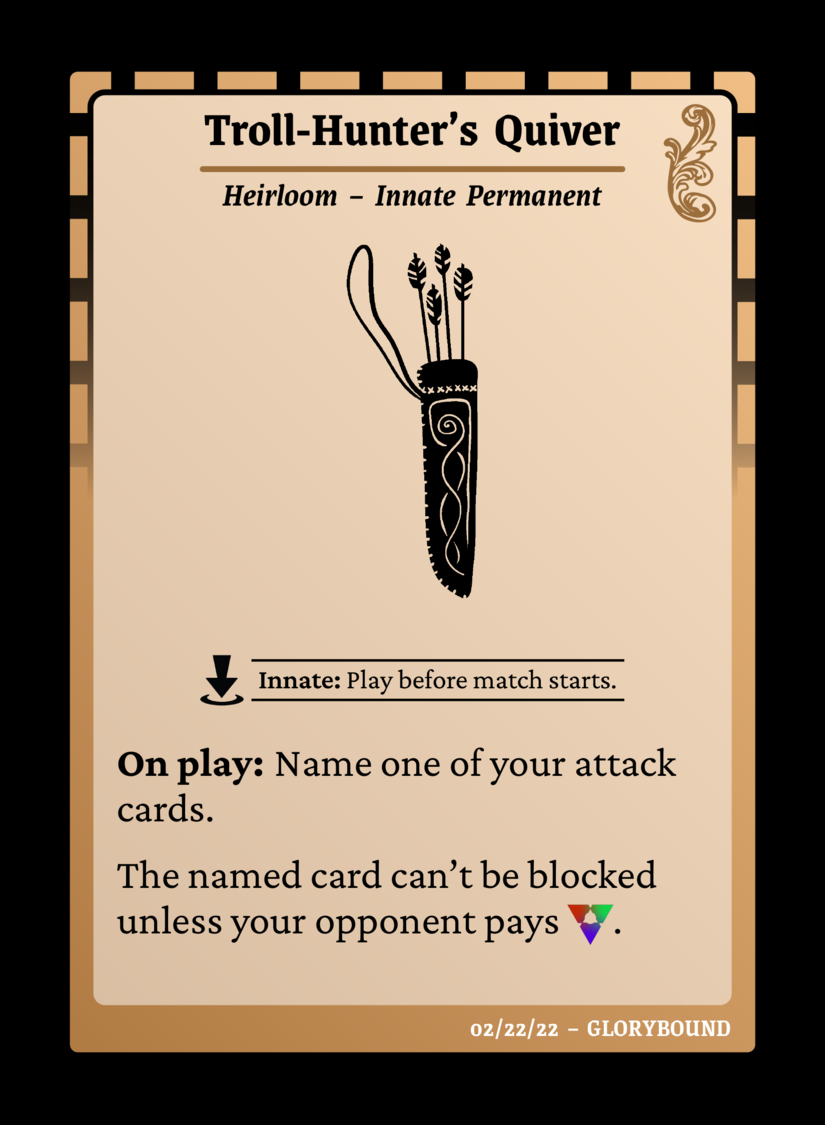 Troll-Hunter’s Quiver
Heirloom – Innate Permanent
Innate: Play before match starts.
On play: Name one of your attack
cards.
The named card can’t be blocked
unless your opponent pays .
02/22/22 – GLORYBOUND